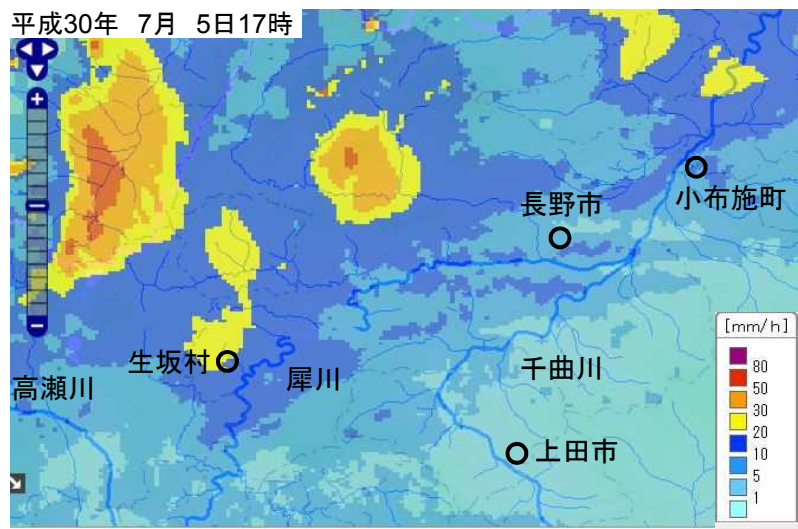 平成30年 7月 5日17時
小布施町
長野市
生坂村
犀川
千曲川
高瀬川
上田市
[mm/h]
80
50
30
20
10
5
1